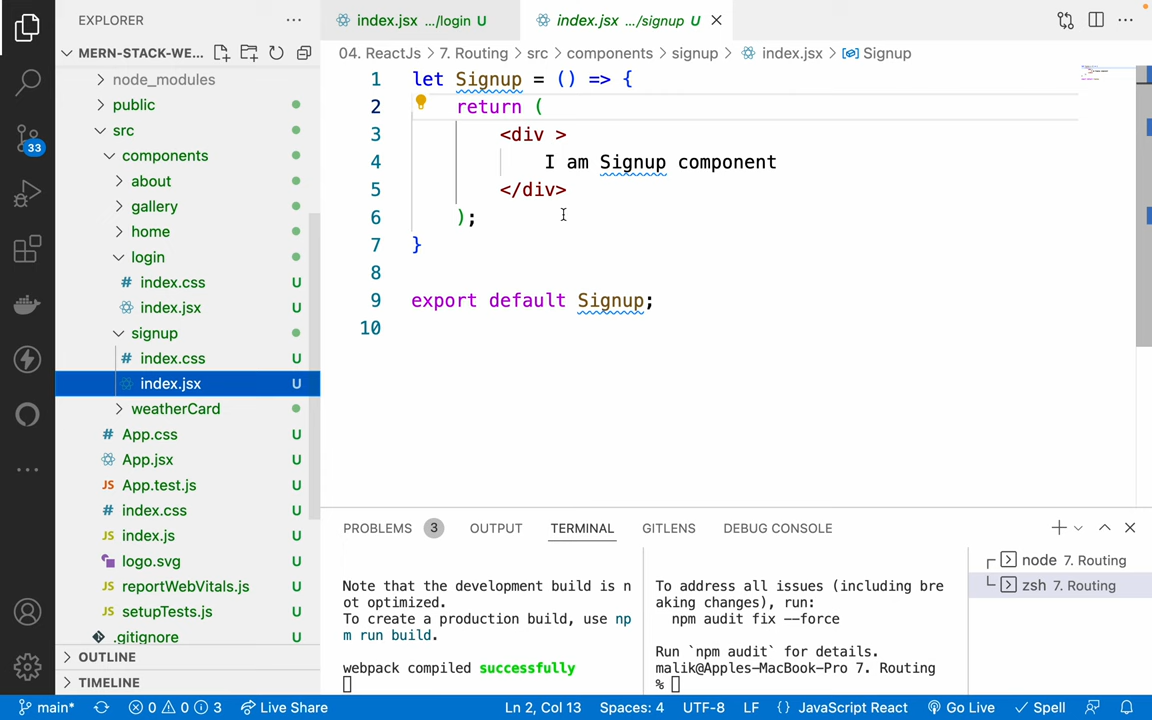 EXPLORER
MERN-STACK-WE...
node_modules
public
src
components
about
gallery
home
login
index.css U
index.jsx U
signup
index.css U
index.jsx U
weatherCard
App.css U
App.jsx U
App.test.js U
index.css U
index.js U
logo.svg U
reportWebVitals.js U
setupTests.js U
.gitignore U
OUTLINE
TIMELINE
33
index.jsx .../login U
index.jsx .../signup U
04. ReactJs > 7. Routing > src > components > signup > index.jsx > Signup
1 let Signup = () => {
2 return (
3 <div >
4 I am Signup component
5 </div>
6 );
7 }
8
9 export default Signup;
10
PROBLEMS 3 OUTPUT TERMINAL GITLENS DEBUG CONSOLE
Note that the development build is n
ot optimized.
To create a production build, use np
m run build.
webpack compiled successfully
To address all issues (including bre
aking changes), run:
npm audit fix --force
Run `npm audit` for details.
malik@Apples-MacBook-Pro 7. Routing
%
node 7. Routing
zsh 7. Routing
main* 0 0 3 Live Share Ln 2, Col 13 Spaces: 4 UTF-8 LF {} JavaScript React Go Live Spell